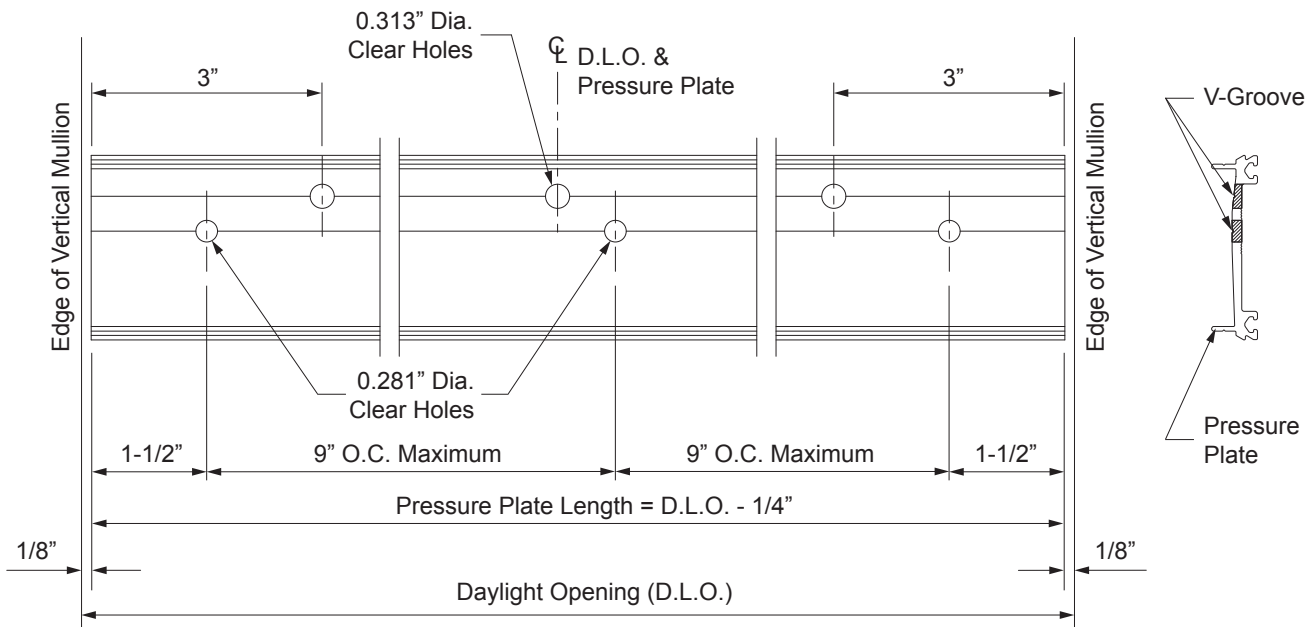 0.313” Dia.
Clear Holes
℄ D.L.O. &
Pressure Plate
3”
3”
V-Groove
Edge of Vertical Mullion
Edge of Vertical Mullion
0.281” Dia.
Clear Holes
Pressure
Plate
1-1/2”
9” O.C. Maximum
9” O.C. Maximum
1-1/2”
Pressure Plate Length = D.L.O. - 1/4”
1/8”
1/8”
Daylight Opening (D.L.O.)